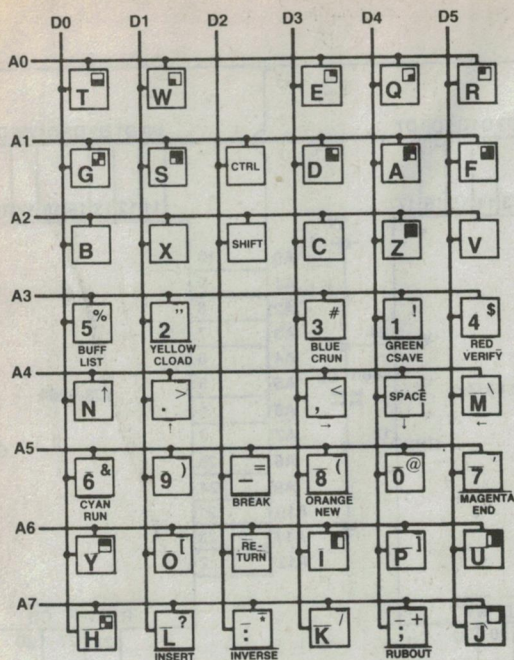 D0 D1 D2 D3 D4 D5
A0
T W E Q R
A1
G S CTRL D A F
A2
B X SHIFT C Z V
A3
5 % 2 " 3 # 1 ! 4 $
BUFF YELLOW BLUE GREEN RED
LIST CLOAD CRUN CSAVE VERIFY
A4
N ↑ . > , < SPACE M \
↑ → ↓ ←
A5
6 & 9 ) – = 8 ( 0 @ 7 '
CYAN BREAK ORANGE MAGENTA
RUN NEW END
A6
Y O [ RE- I P ] U
TURN
A7
H L ? : * K / ; + J
INSERT INVERSE RUBOUT